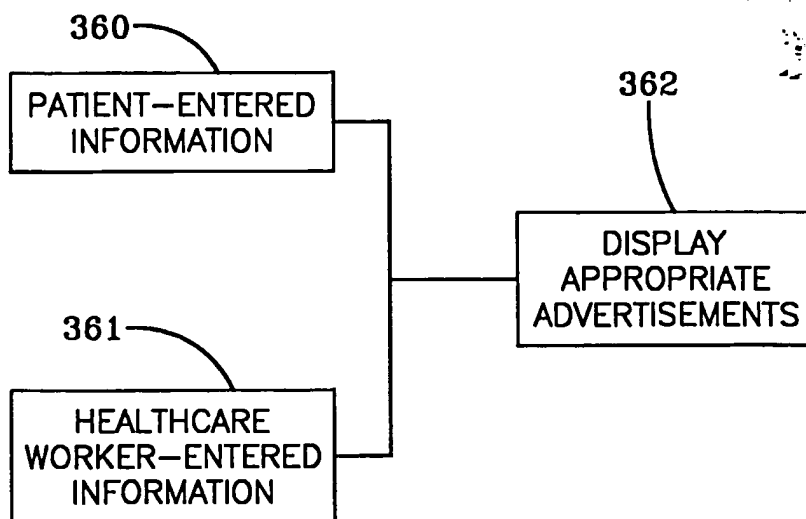 360
PATIENT-ENTERED
INFORMATION
362
DISPLAY
APPROPRIATE
ADVERTISEMENTS
361
HEALTHCARE
WORKER-ENTERED
INFORMATION